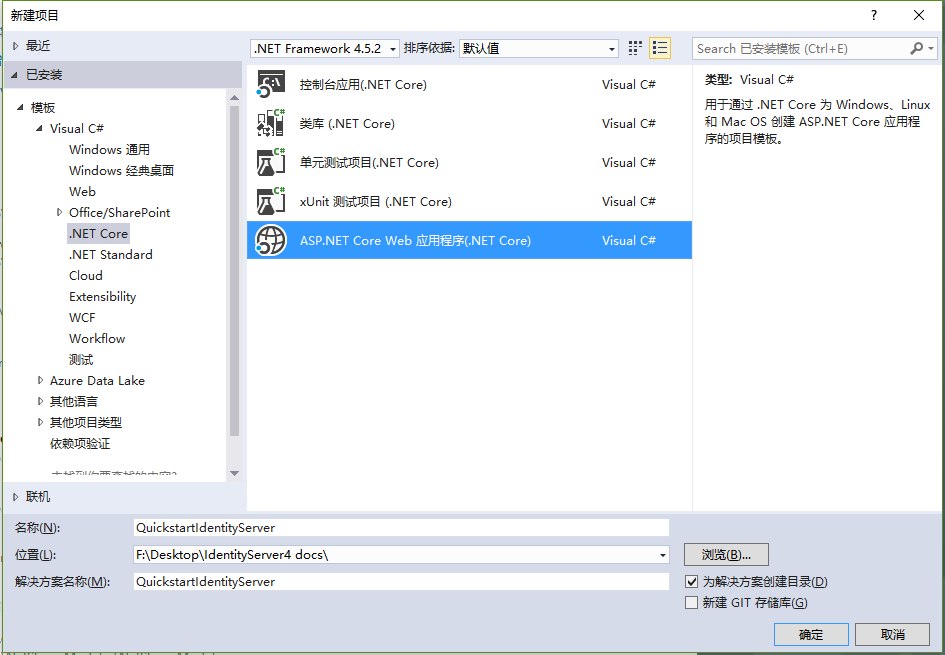 新建项目
?
最近
.NET Framework 4.5.2
排序依据:
默认值
Search 已安装模板 (Ctrl+E)
已安装
模板
Visual C#
Windows 通用
Windows 经典桌面
Web
Office/SharePoint
.NET Core
.NET Standard
Cloud
Extensibility
WCF
Workflow
测试
Azure Data Lake
其他语言
其他项目类型
依赖项验证
联机
控制台应用(.NET Core)
Visual C#
类库 (.NET Core)
Visual C#
单元测试项目(.NET Core)
Visual C#
xUnit 测试项目 (.NET Core)
Visual C#
ASP.NET Core Web 应用程序(.NET Core)
Visual C#
类型: Visual C#
用于通过 .NET Core 为 Windows、Linux
和 Mac OS 创建 ASP.NET Core 应用程
序的项目模板。
名称(N):
QuickstartIdentityServer
位置(L):
F:\Desktop\IdentityServer4 docs\
浏览(B)...
解决方案名称(M):
QuickstartIdentityServer
为解决方案创建目录(D)
新建 GIT 存储库(G)
确定
取消